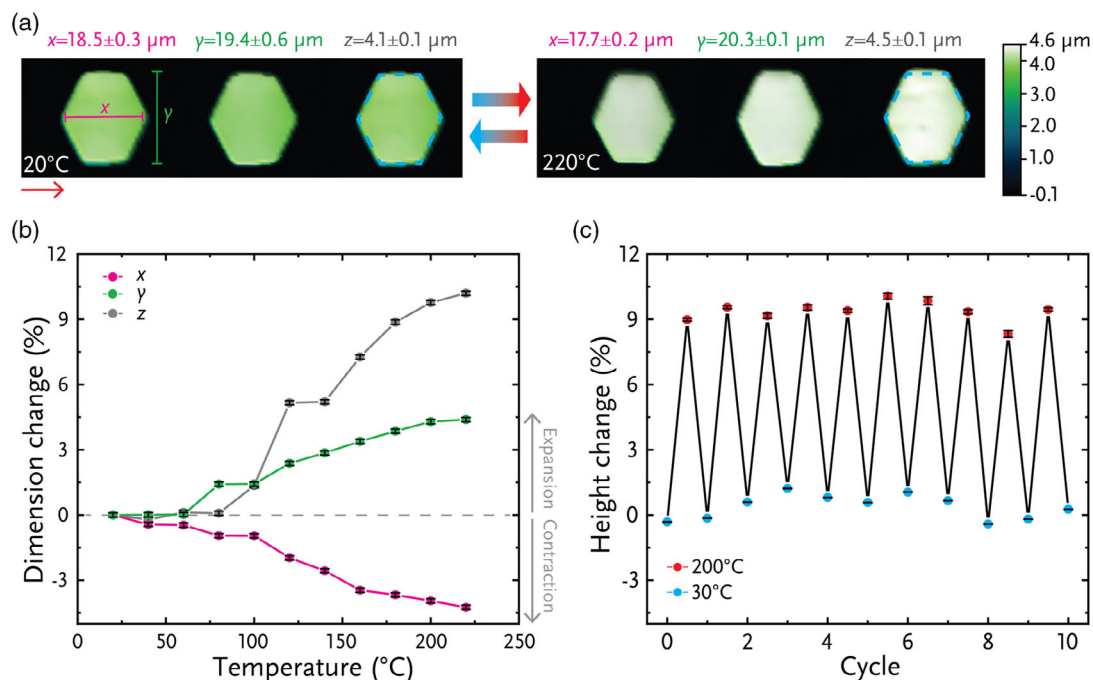 (a)
x=18.5±0.3 μm y=19.4±0.6 μm z=4.1±0.1 μm
x=17.7±0.2 μm y=20.3±0.1 μm z=4.5±0.1 μm
4.6 μm
4.0
3.0
2.0
1.0
-0.1
x
y
20°C
220°C
(b)
12
9
6
3
0
-3
Dimension change (%)
x
y
z
Expansion
Contraction
0 50 75 100 125 150 175 200 225 250
Temperature (°C)
(c)
12
9
6
3
0
-3
Height change (%)
200°C
30°C
0 2 4 6 8 10
Cycle